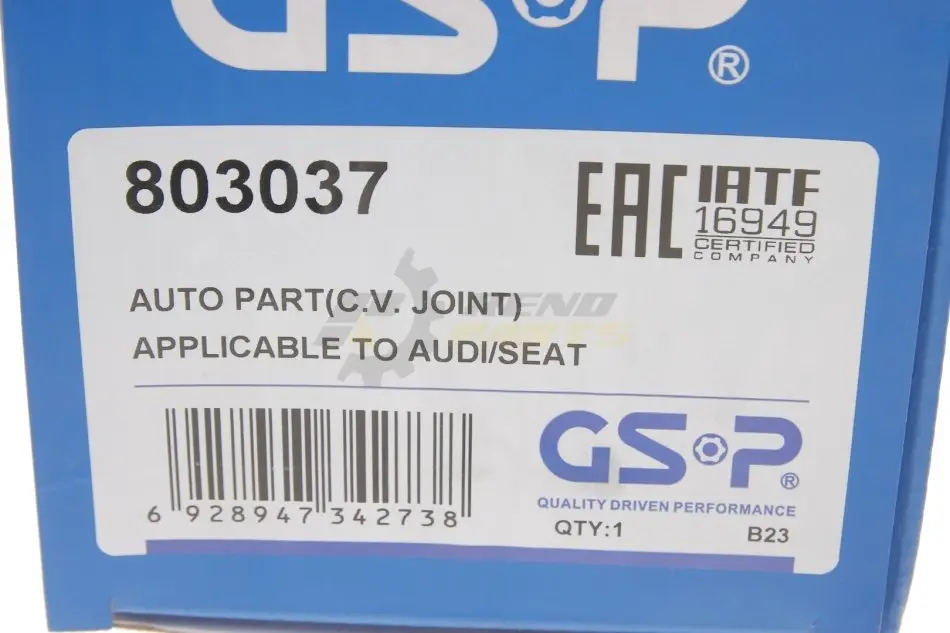 GSP®
803037
EAC
IATF
16949
CERTIFIED
COMPANY
AUTO PART(C.V. JOINT)
APPLICABLE TO AUDI/SEAT
6 928947 342738
GSP®
QUALITY DRIVEN PERFORMANCE
QTY:1
B23